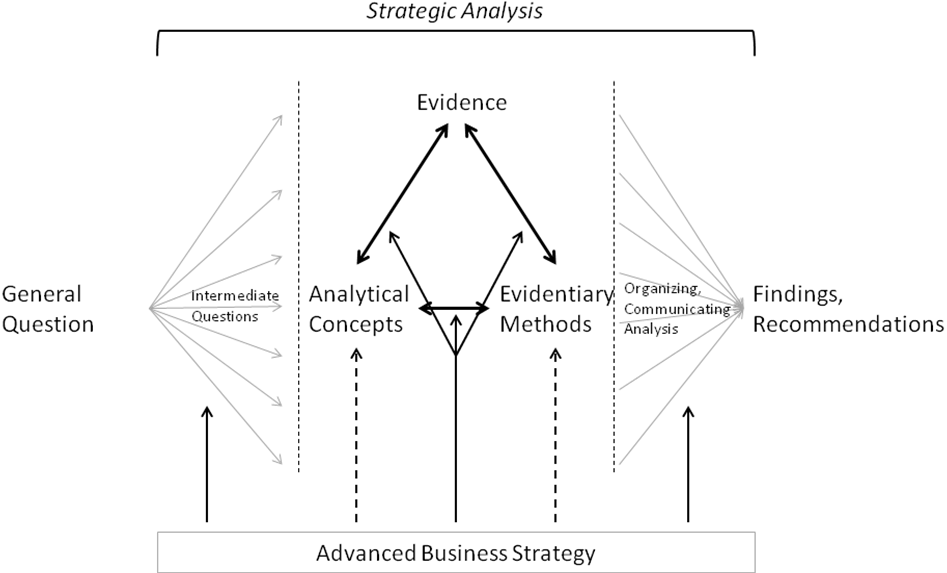 Strategic Analysis
Evidence
General
Question
Intermediate
Questions
Analytical
Concepts
Evidentiary
Methods
Organizing,
Communicating
Analysis
Findings,
Recommendations
Advanced Business Strategy